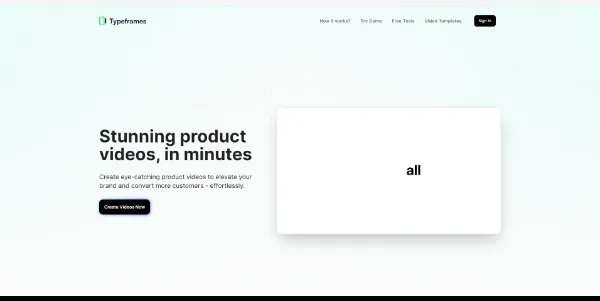 Typeframes
How it works?
Try Demo
Free Tools
Video Templates
Sign In
Stunning product
videos, in minutes
Create eye-catching product videos to elevate your
brand and convert more customers - effortlessly.
Create Videos Now
all